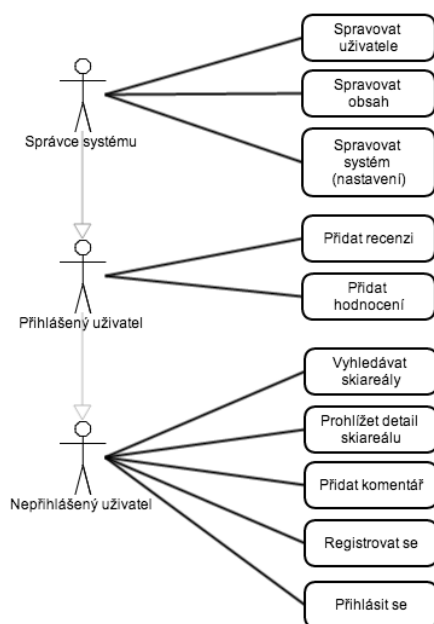 Spravovat
uživatele
Spravovat
obsah
Správce systému
Spravovat
systém
(nastavení)
Přidat recenzi
Přihlášený uživatel
Přidat
hodnocení
Vyhledávat
skiareály
Prohlížet detail
skiareálu
Nepřihlášený uživatel
Přidat komentář
Registrovat se
Přihlásit se